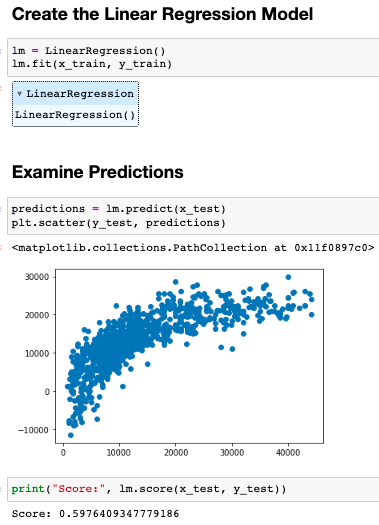 Create the Linear Regression Model
lm = LinearRegression()
lm.fit(x_train, y_train)
▾ LinearRegression
LinearRegression()
Examine Predictions
predictions = lm.predict(x_test)
plt.scatter(y_test, predictions)
<matplotlib.collections.PathCollection at 0x11f0897c0>
30000
20000
10000
0
−10000
0 10000 20000 30000 40000
print("Score:", lm.score(x_test, y_test))
Score: 0.5976409347779186